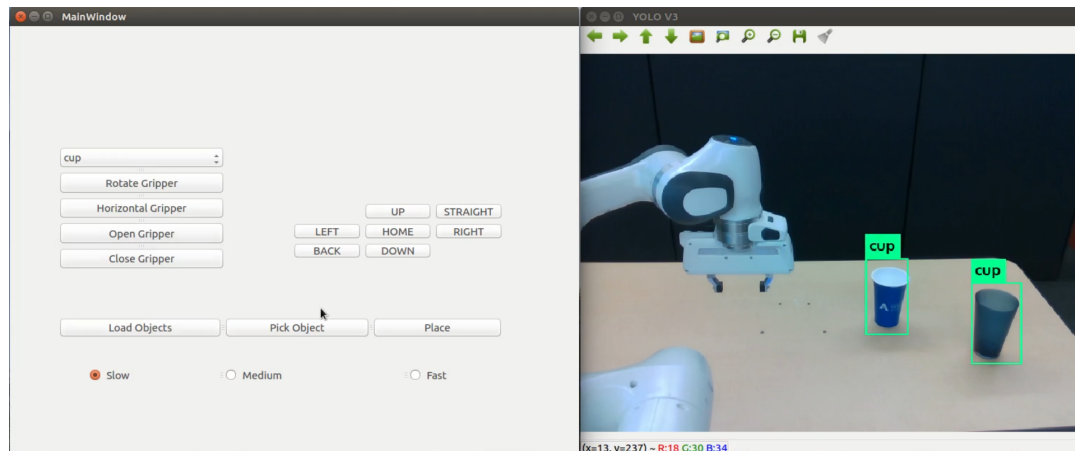 MainWindow
cup
Rotate Gripper
Horizontal Gripper
Open Gripper
Close Gripper
UP STRAIGHT
LEFT HOME RIGHT
BACK DOWN
Load Objects Pick Object Place
Slow Medium Fast
YOLO V3
cup
cup
(x=13, y=237) ~ R:18 G:30 B:34